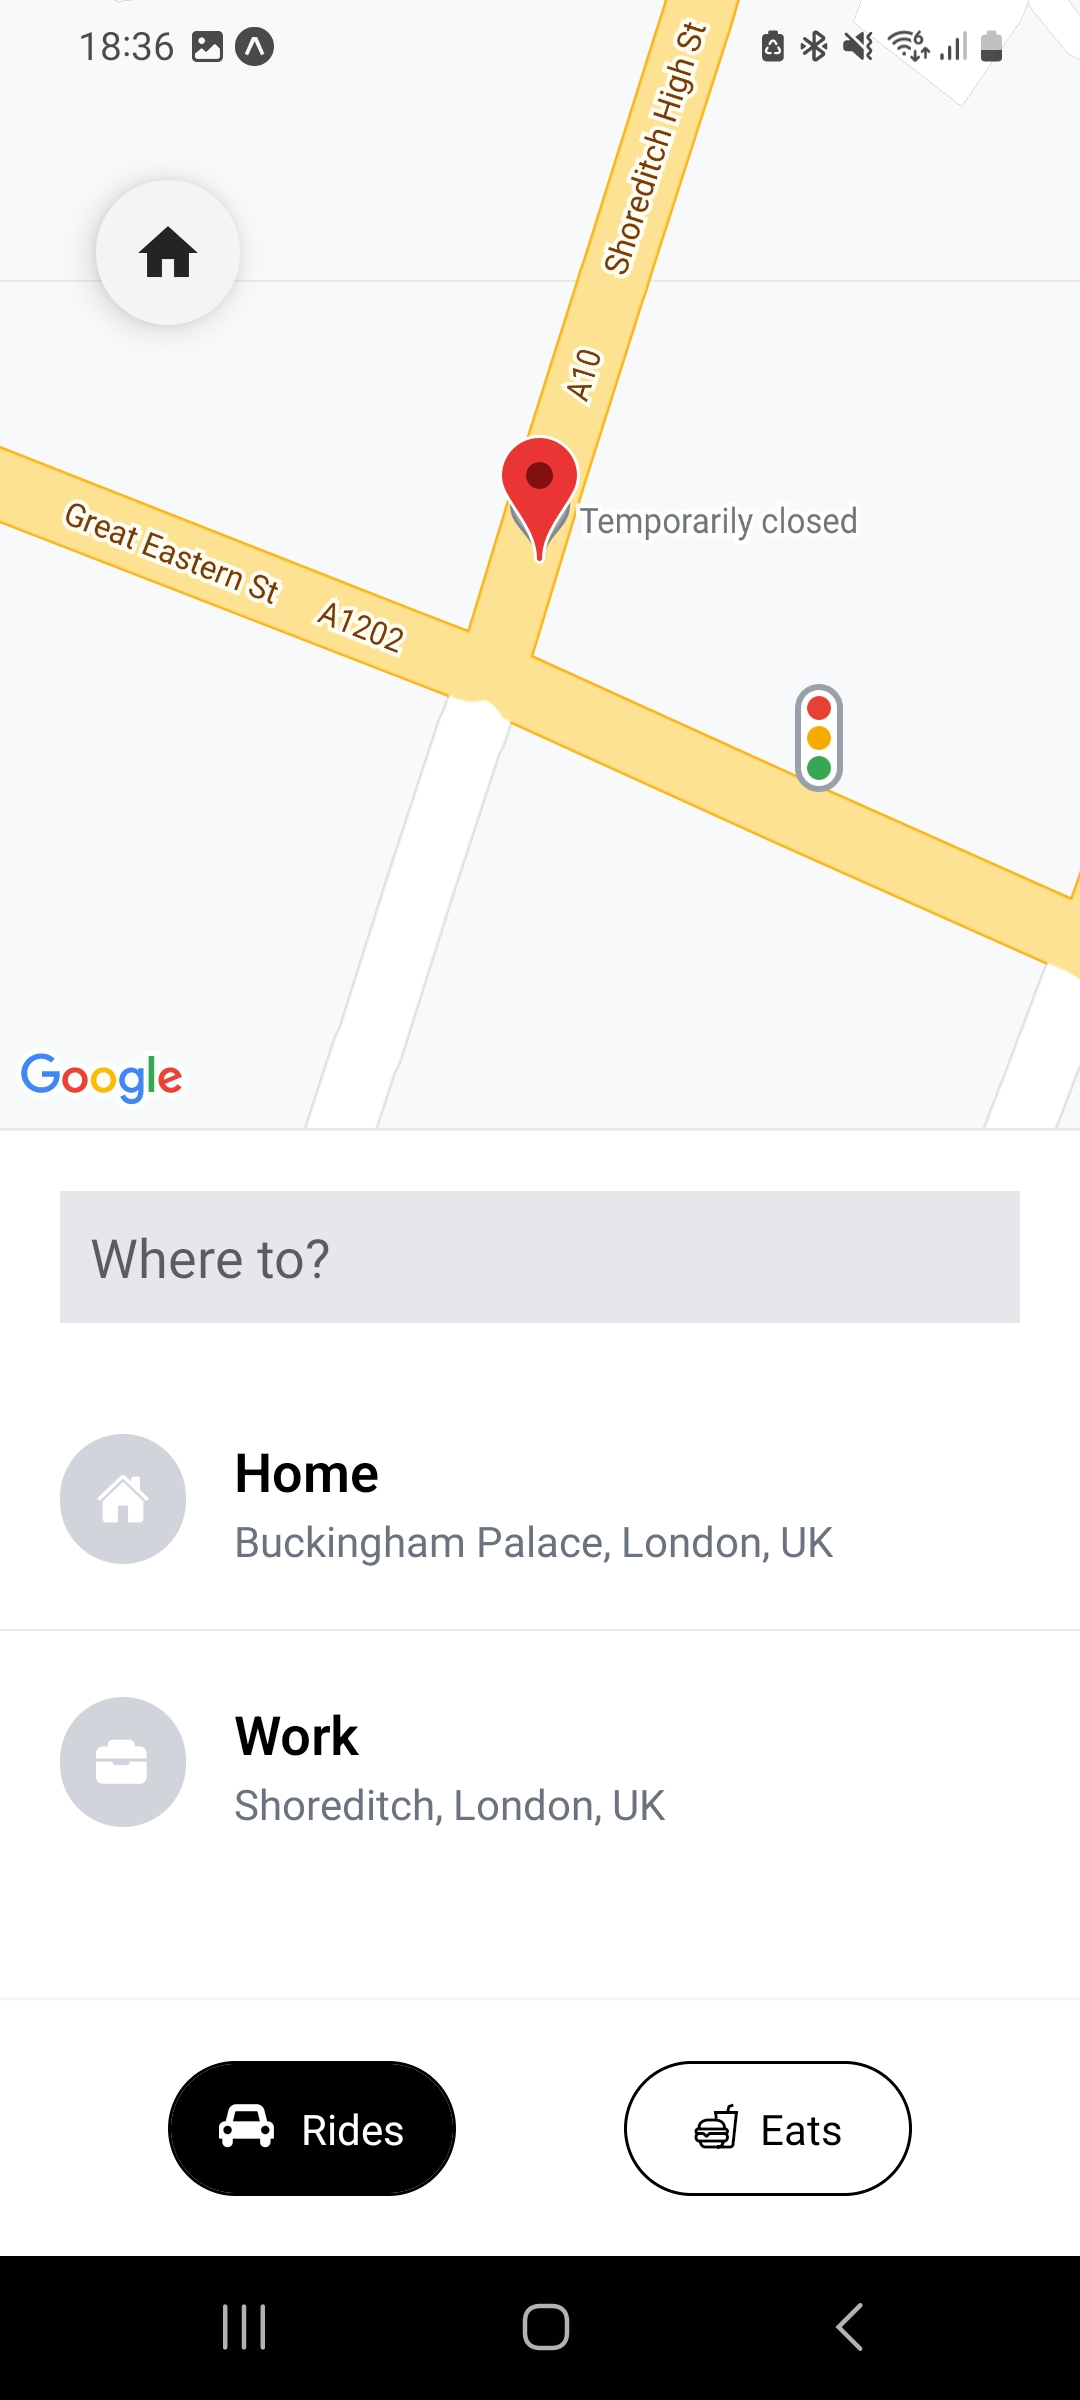 18:36
Shoreditch High St
A10
Temporarily closed
Great Eastern St
A1202
Google
Where to?
Home
Buckingham Palace, London, UK
Work
Shoreditch, London, UK
Rides
Eats